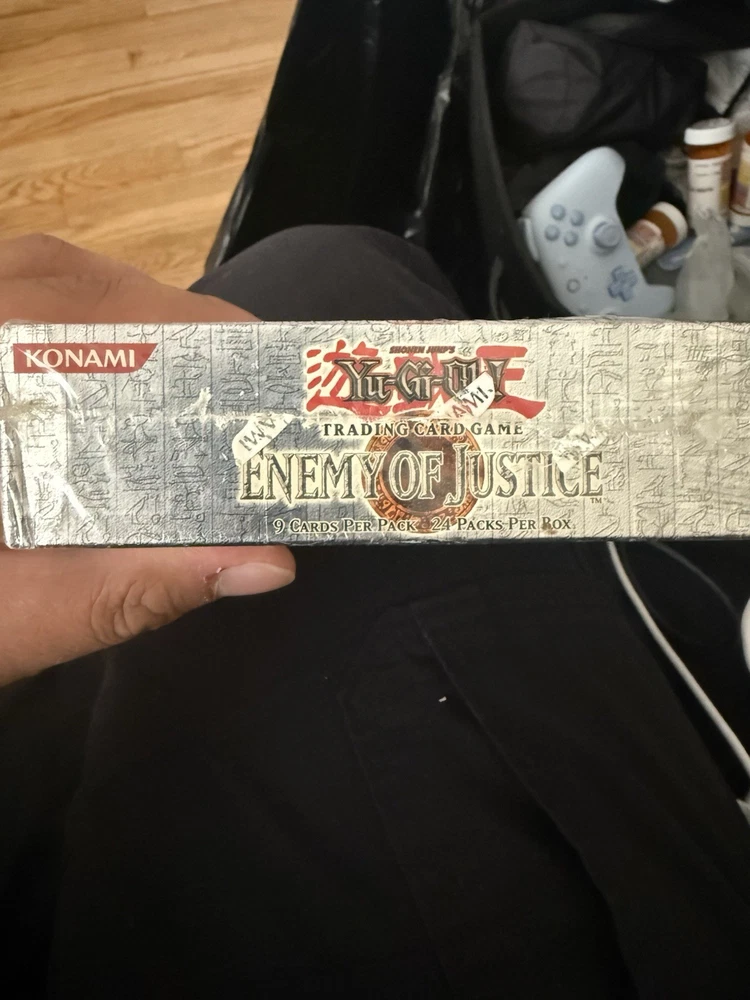 KONAMI
SHONEN JUMP'S
Yu-Gi-Oh!
TRADING CARD GAME
ENEMY OF JUSTICE™
9 CARDS PER PACK 24 PACKS PER BOX